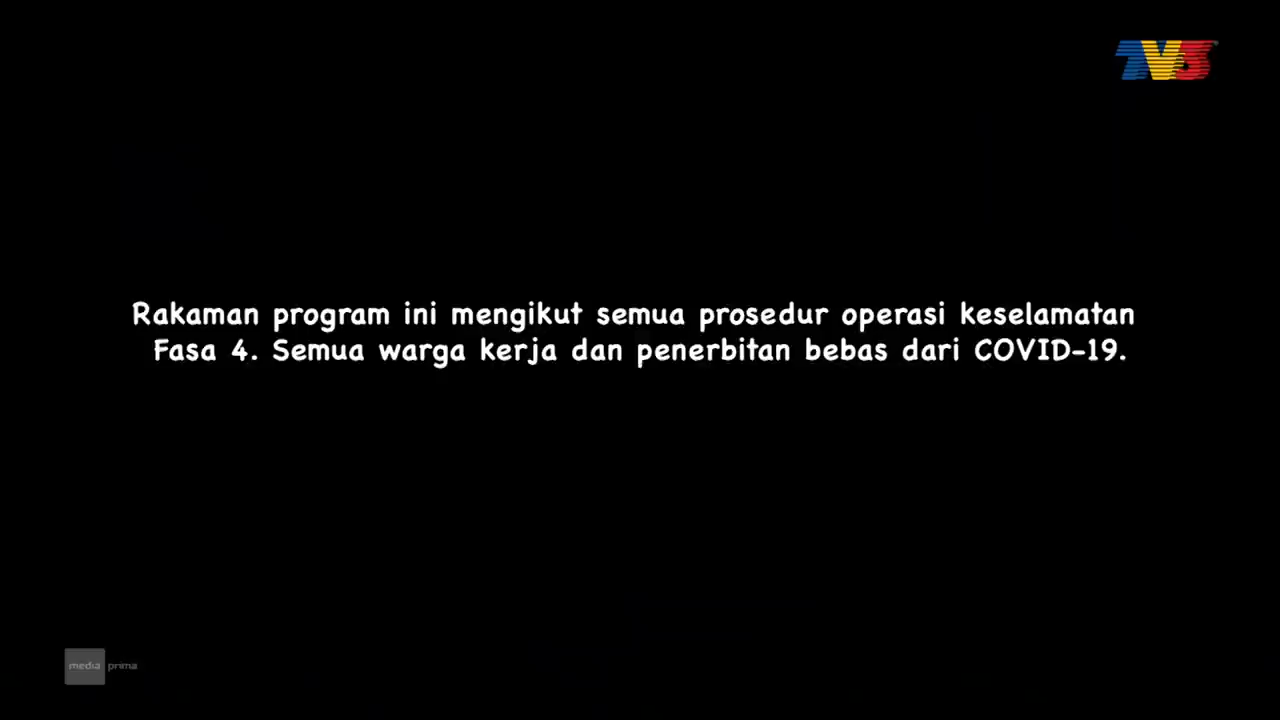 TV3
Rakaman program ini mengikut semua prosedur operasi keselamatan
Fasa 4. Semua warga kerja dan penerbitan bebas dari COVID-19.
media prima